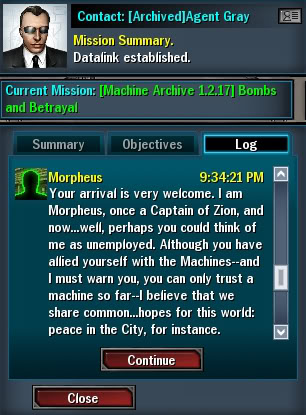 Contact: [Archived]Agent Gray
Mission Summary.
Datalink established.
Current Mission: [Machine Archive 1.2.17] Bombs
and Betrayal
Summary
Objectives
Log
Morpheus 9:34:21 PM
Your arrival is very welcome. I am
Morpheus, once a Captain of Zion, and
now...well, perhaps you could think of
me as unemployed. Although you have
allied yourself with the Machines--and
I must warn you, you can only trust a
machine so far--I believe that we
share common...hopes for this world:
peace in the City, for instance.
Continue
Close